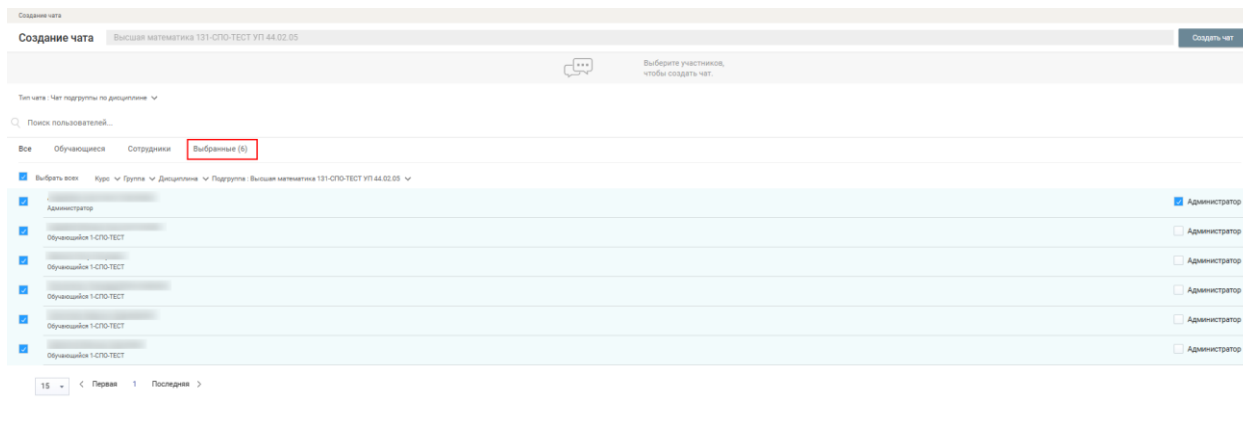 Создание чата
Создание чата Высшая математика 131-СПО-ТЕСТ УП 44.02.05 Создать чат
Выберите участников,
чтобы создать чат.
Тип чата : Чат подгруппы по дисциплине
Поиск пользователей...
Все Обучающиеся Сотрудники Выбранные (6)
Выбрать всех Курс Группа Дисциплина Подгруппа : Высшая математика 131-СПО-ТЕСТ УП 44.02.05
Администратор Администратор
Обучающийся 1-СПО-ТЕСТ Администратор
Обучающийся 1-СПО-ТЕСТ Администратор
Обучающийся 1-СПО-ТЕСТ Администратор
Обучающийся 1-СПО-ТЕСТ Администратор
Обучающийся 1-СПО-ТЕСТ Администратор
15 Первая 1 Последняя